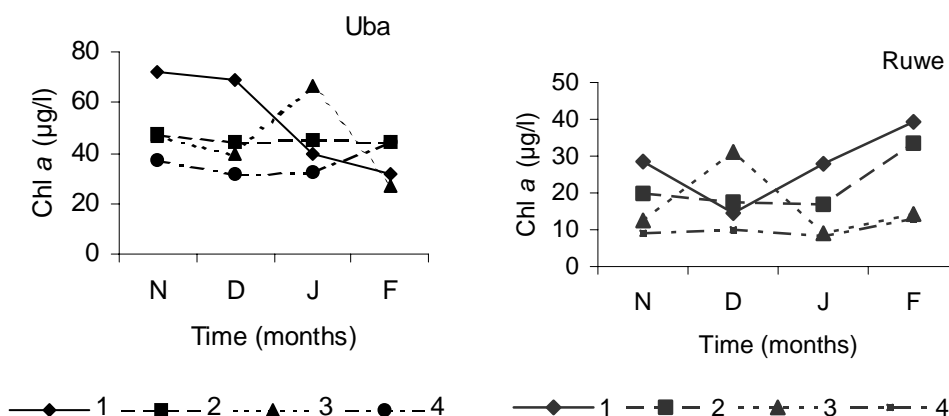 Uba
80
60
40
20
0
Chl a (µg/l)
N D J F
Time (months)
1 2 3 4
Ruwe
50
40
30
20
10
0
Chl a (µg/l)
N D J F
Time (months)
1 2 3 4